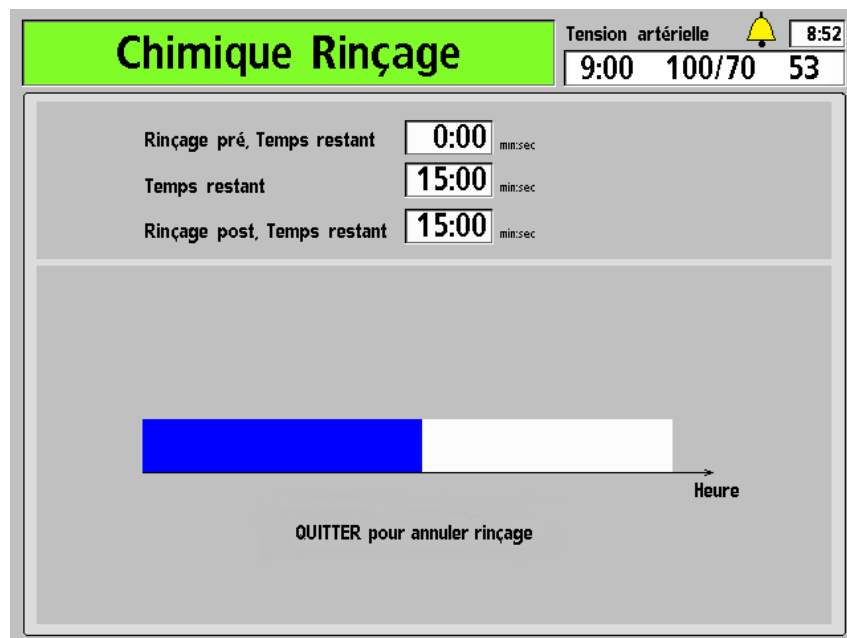 Chimique Rinçage
Tension artérielle 8:52
9:00 100/70 53
Rinçage pré, Temps restant 0:00 min:sec
Temps restant 15:00 min:sec
Rinçage post, Temps restant 15:00 min:sec
Heure
QUITTER pour annuler rinçage